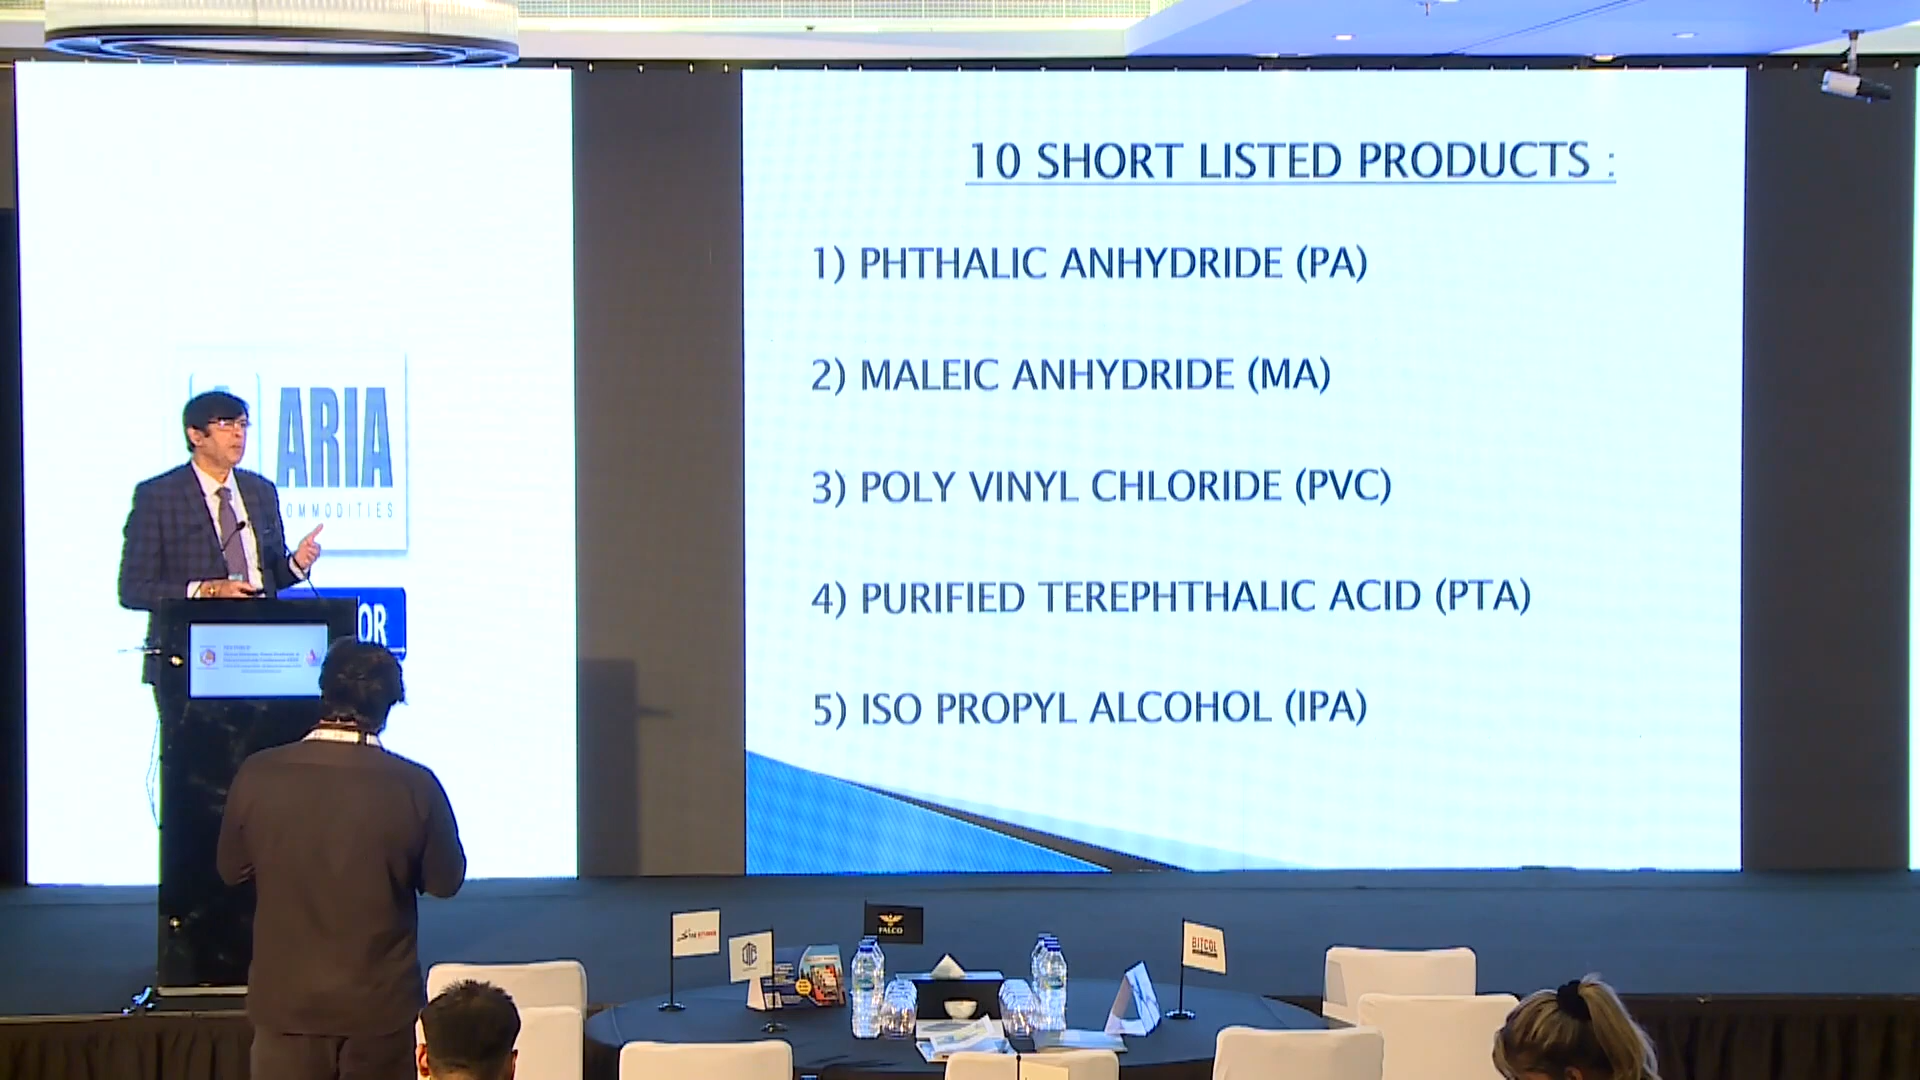 10 SHORT LISTED PRODUCTS :
1) PHTHALIC ANHYDRIDE (PA)
2) MALEIC ANHYDRIDE (MA)
3) POLY VINYL CHLORIDE (PVC)
4) PURIFIED TEREPHTHALIC ACID (PTA)
5) ISO PROPYL ALCOHOL (IPA)
ARIA
OMMODITIES
OR
FALCO
BITCOL